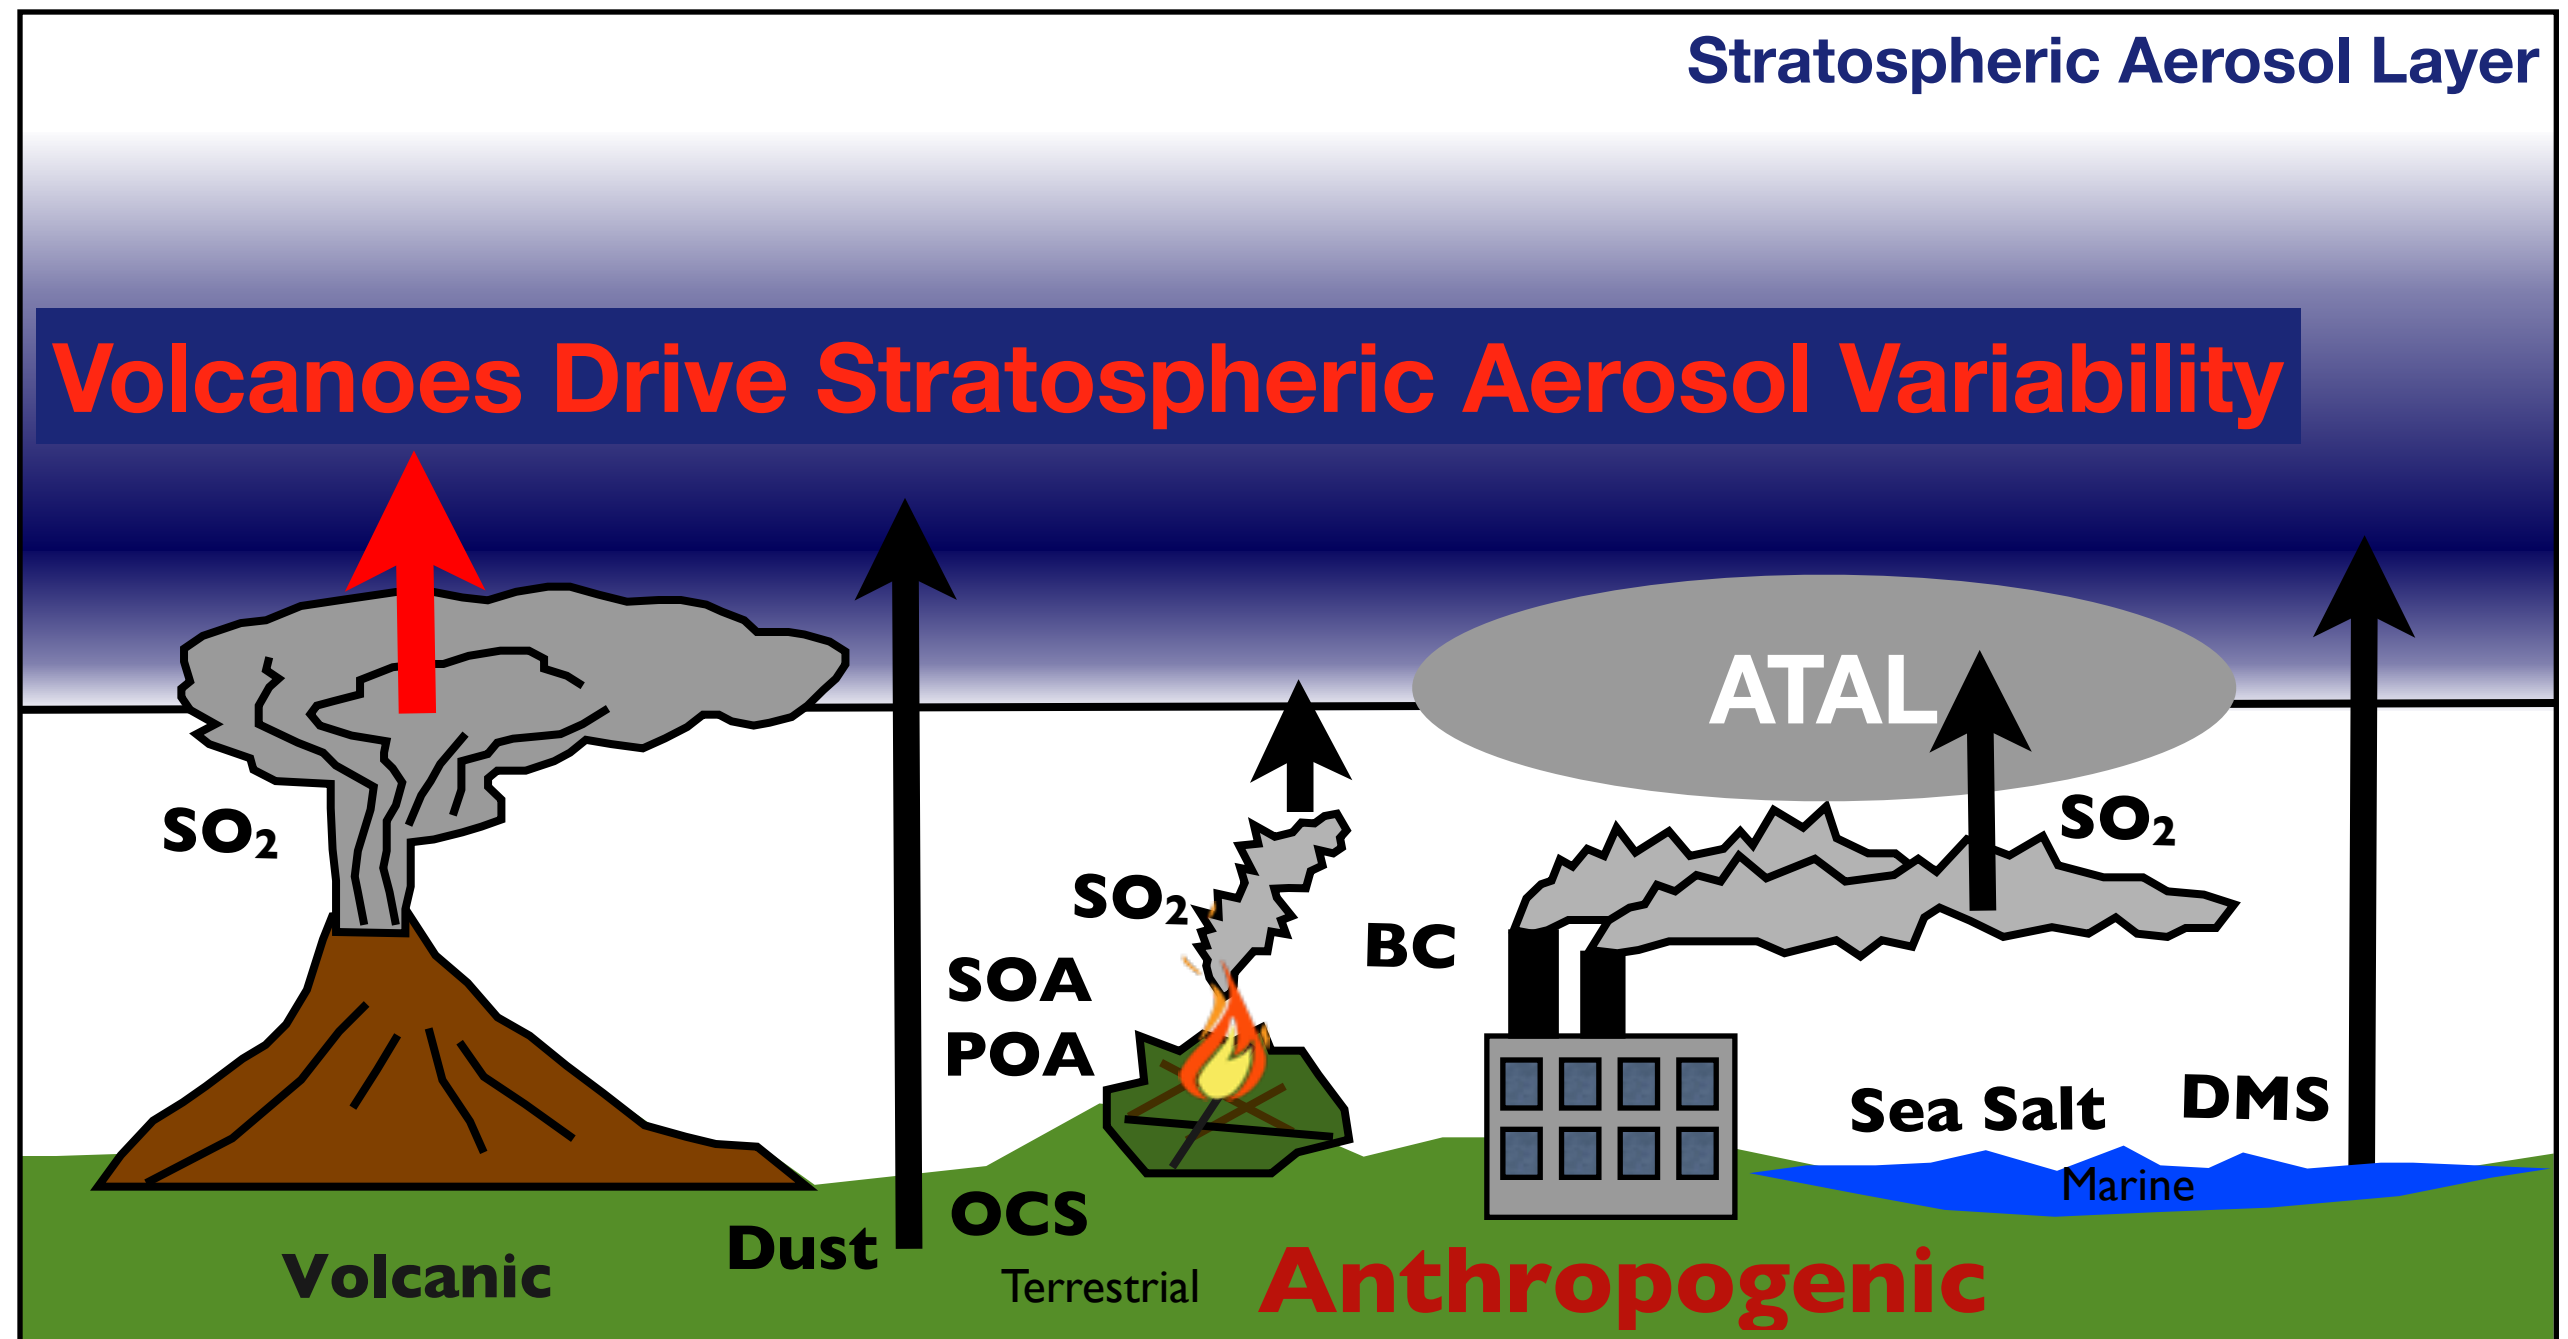 Stratospheric Aerosol Layer
Volcanoes Drive Stratospheric Aerosol Variability
ATAL
SO₂
SO₂
SO₂
BC
SOA
POA
Sea Salt
DMS
Marine
OCS
Dust
Volcanic
Terrestrial
Anthropogenic